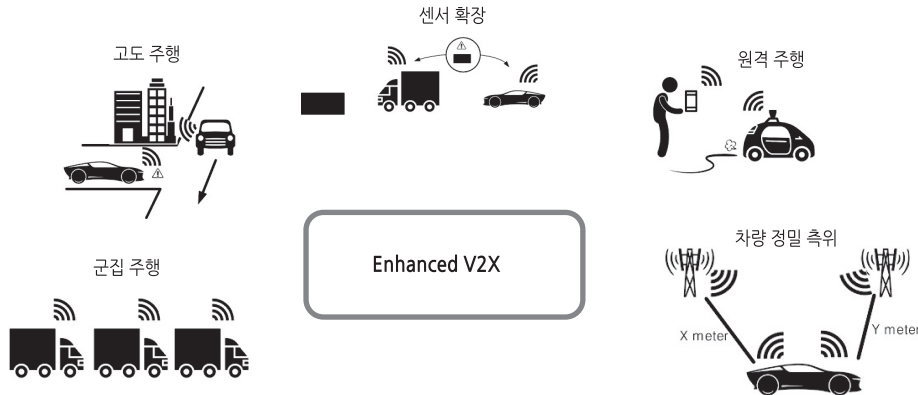 센서 확장
고도 주행
원격 주행
Enhanced V2X
차량 정밀 측위
군집 주행
X meter
Y meter